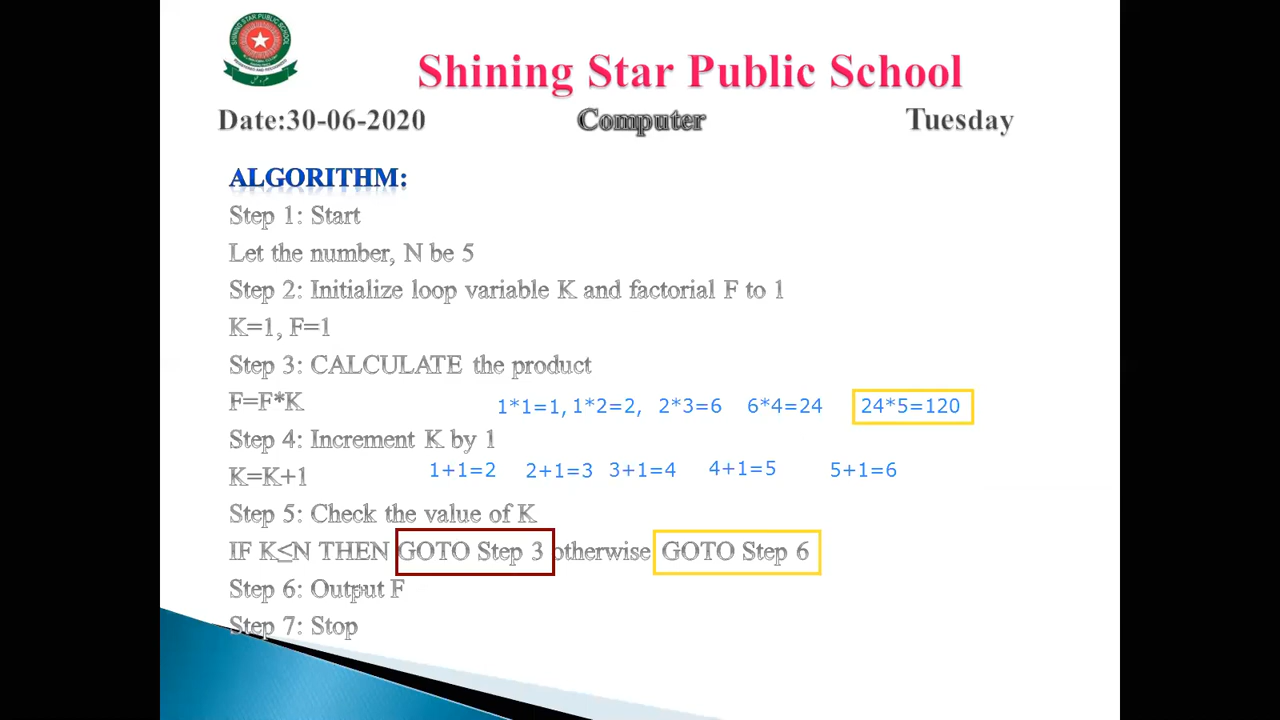 SHINING STAR PUBLIC SCHOOL
Shining Star Public School
Date:30-06-2020 Computer Tuesday
ALGORITHM:
Step 1: Start
Let the number, N be 5
Step 2: Initialize loop variable K and factorial F to 1
K=1, F=1
Step 3: CALCULATE the product
F=F*K 1*1=1, 1*2=2, 2*3=6 6*4=24 24*5=120
Step 4: Increment K by 1
K=K+1 1+1=2 2+1=3 3+1=4 4+1=5 5+1=6
Step 5: Check the value of K
IF K≤N THEN GOTO Step 3 otherwise GOTO Step 6
Step 6: Output F
Step 7: Stop